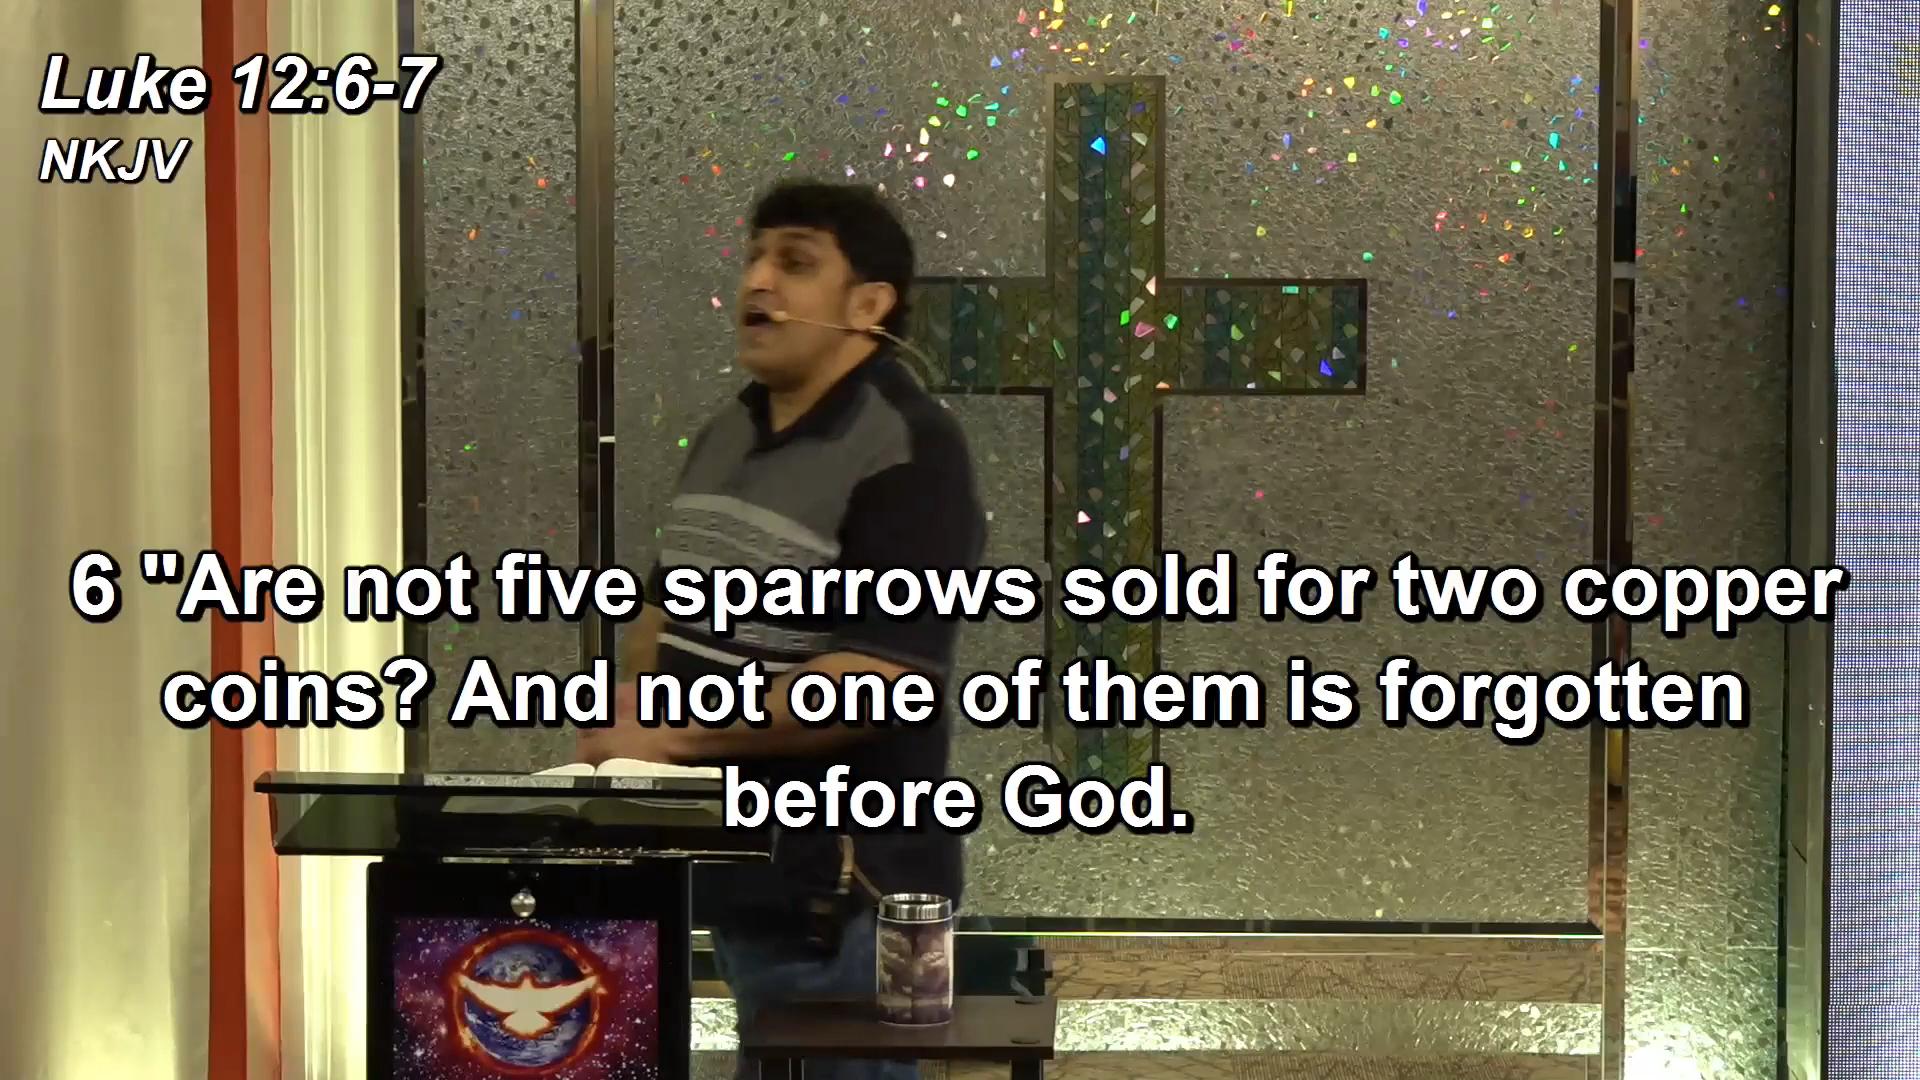 Luke 12:6-7
NKJV
6 "Are not five sparrows sold for two copper
coins? And not one of them is forgotten
before God.